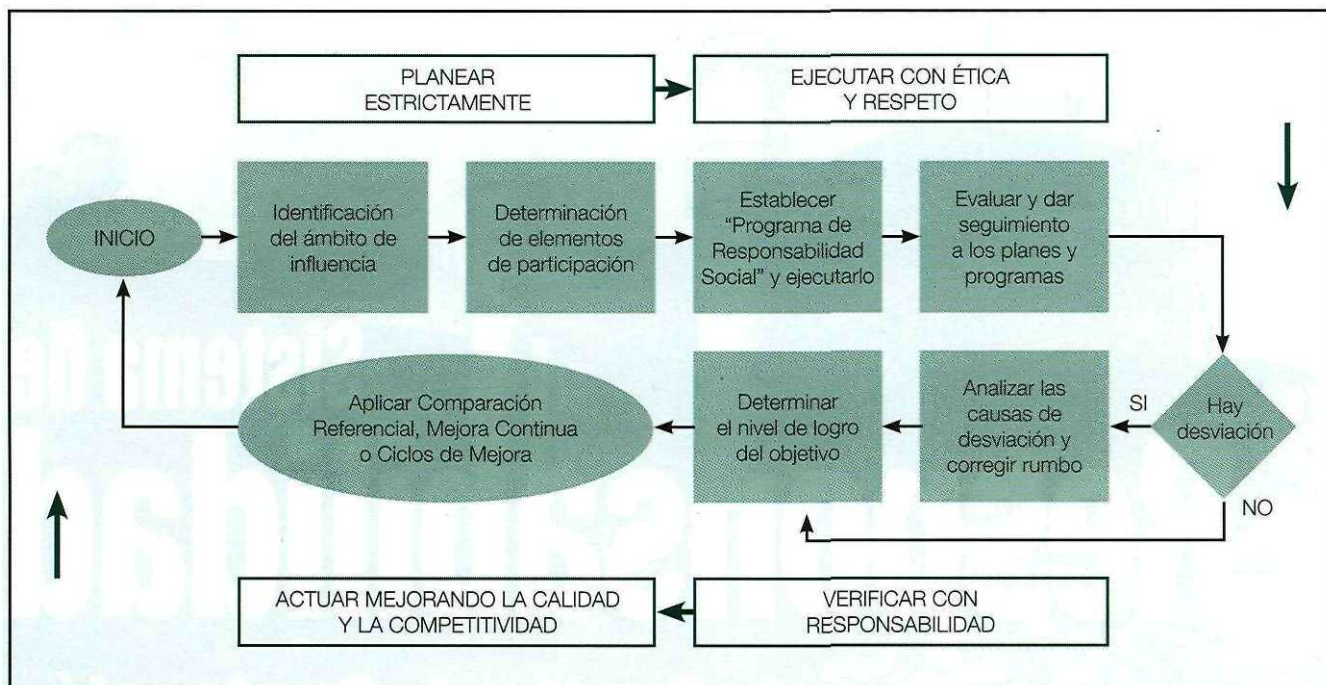 PLANEAR
ESTRICTAMENTE
EJECUTAR CON ÉTICA
Y RESPETO
INICIO
Identificación
del ámbito de
influencia
Determinación
de elementos
de participación
Establecer
“Programa de
Responsabilidad
Social” y ejecutarlo
Evaluar y dar
seguimiento
a los planes y
programas
Hay
desviación
SI
NO
Analizar las
causas de
desviación y
corregir rumbo
Determinar
el nivel de logro
del objetivo
Aplicar Comparación
Referencial, Mejora Continua
o Ciclos de Mejora
ACTUAR MEJORANDO LA CALIDAD
Y LA COMPETITIVIDAD
VERIFICAR CON
RESPONSABILIDAD